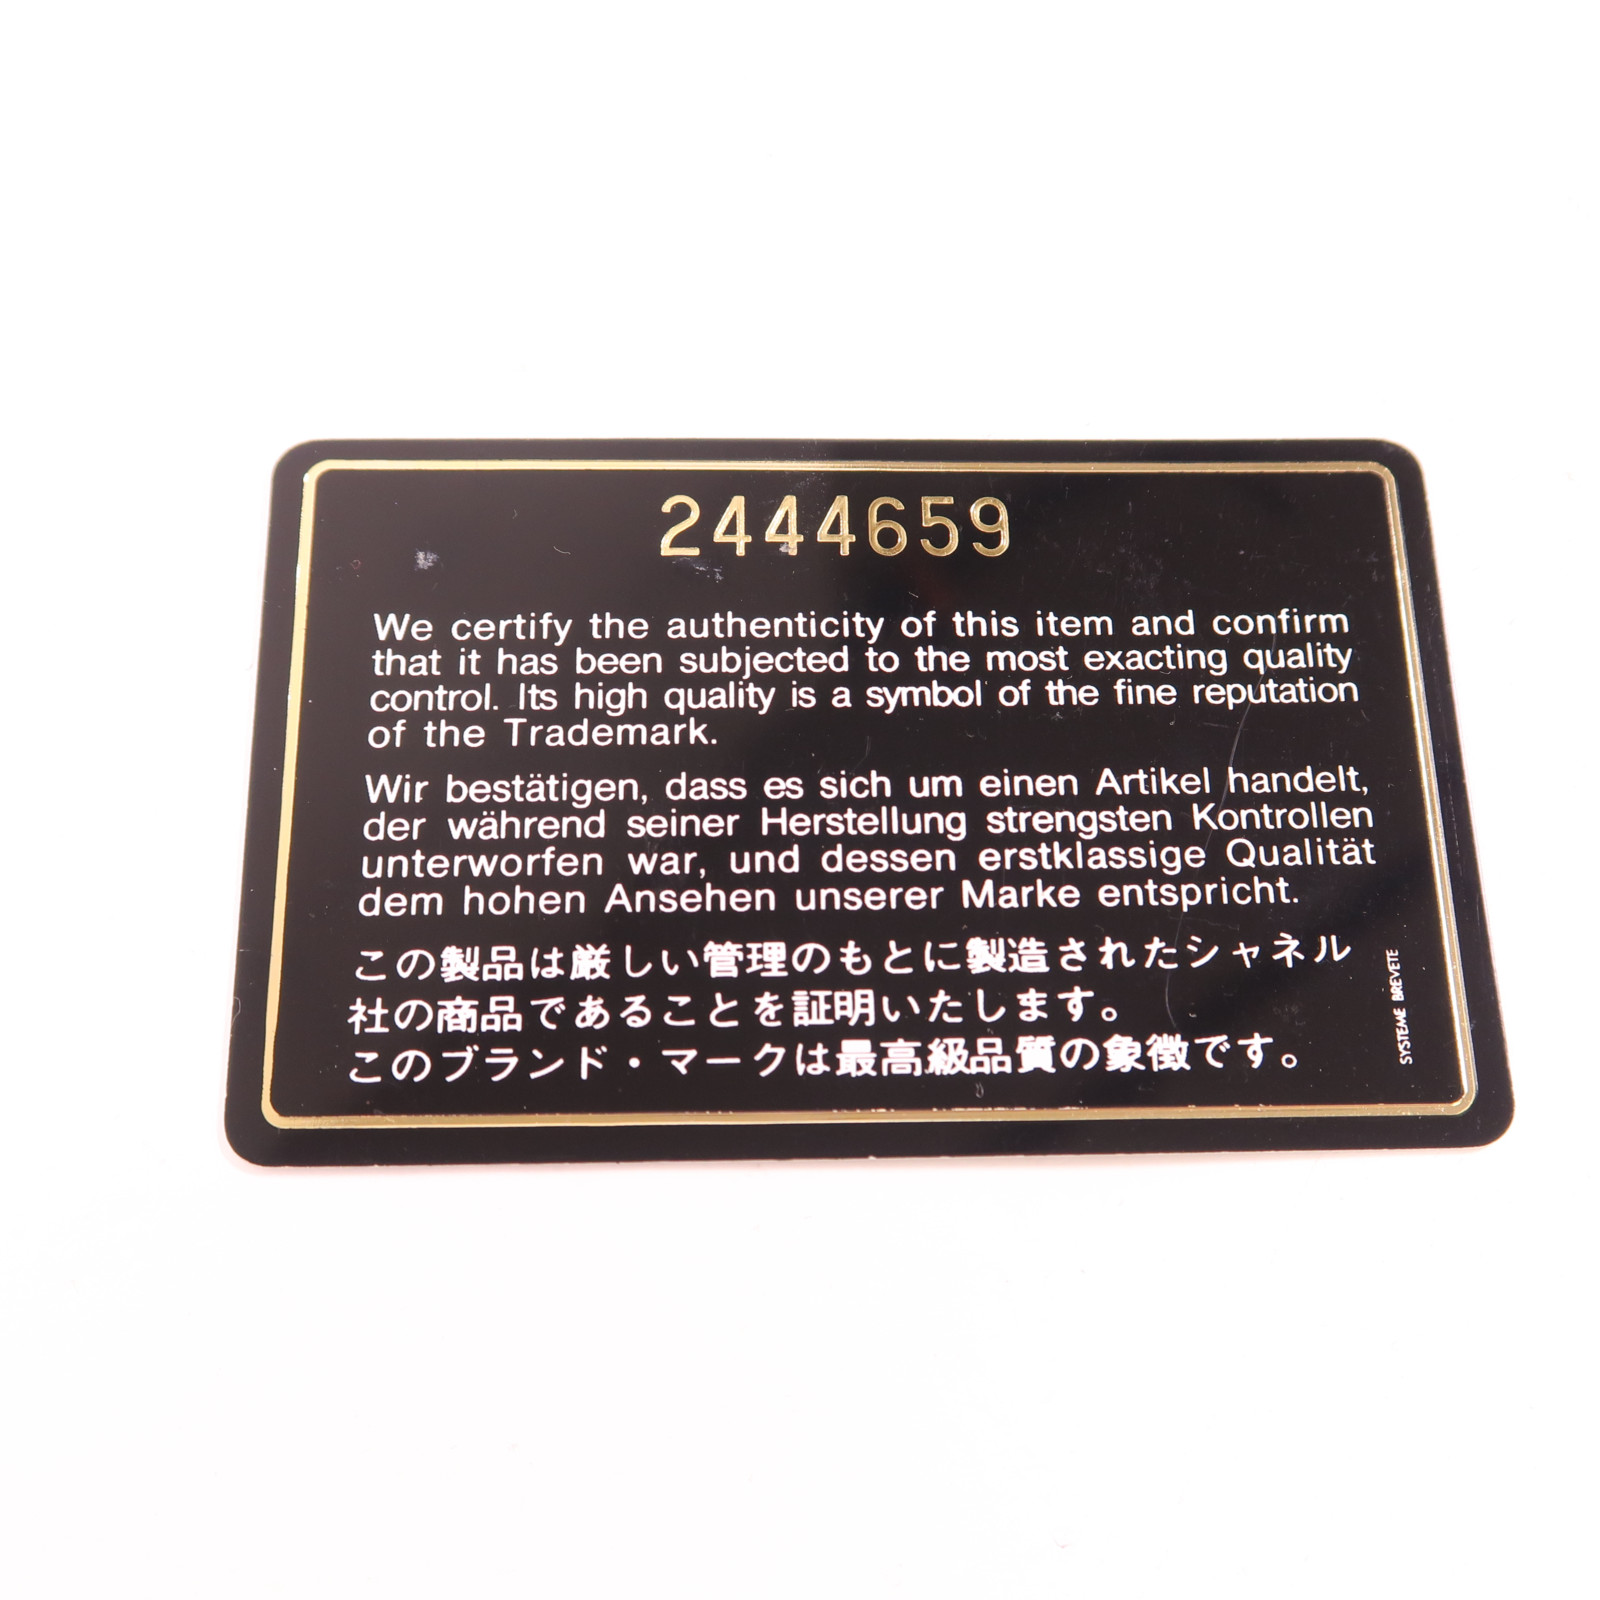 2444659
We certify the authenticity of this item and confirm
that it has been subjected to the most exacting quality
control. Its high quality is a symbol of the fine reputation
of the Trademark.
Wir bestätigen, dass es sich um einen Artikel handelt,
der während seiner Herstellung strengsten Kontrollen
unterworfen war, und dessen erstklassige Qualität
dem hohen Ansehen unserer Marke entspricht.
この製品は厳しい管理のもとに製造されたシャネル
社の商品であることを証明いたします。
このブランド・マークは最高級品質の象徴です。
SYSTEME BREVETE